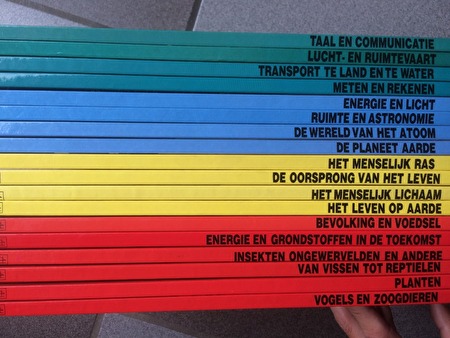 TAAL EN COMMUNICATIE
LUCHT- EN RUIMTEVAART
TRANSPORT TE LAND EN TE WATER
METEN EN REKENEN
ENERGIE EN LICHT
RUIMTE EN ASTRONOMIE
DE WERELD VAN HET ATOOM
DE PLANEET AARDE
HET MENSELIJK RAS
DE OORSPRONG VAN HET LEVEN
HET MENSELIJK LICHAAM
HET LEVEN OP AARDE
BEVOLKING EN VOEDSEL
ENERGIE EN GRONDSTOFFEN IN DE TOEKOMST
INSEKTEN ONGEWERVELDEN EN ANDERE
VAN VISSEN TOT REPTIELEN
PLANTEN
VOGELS EN ZOOGDIEREN